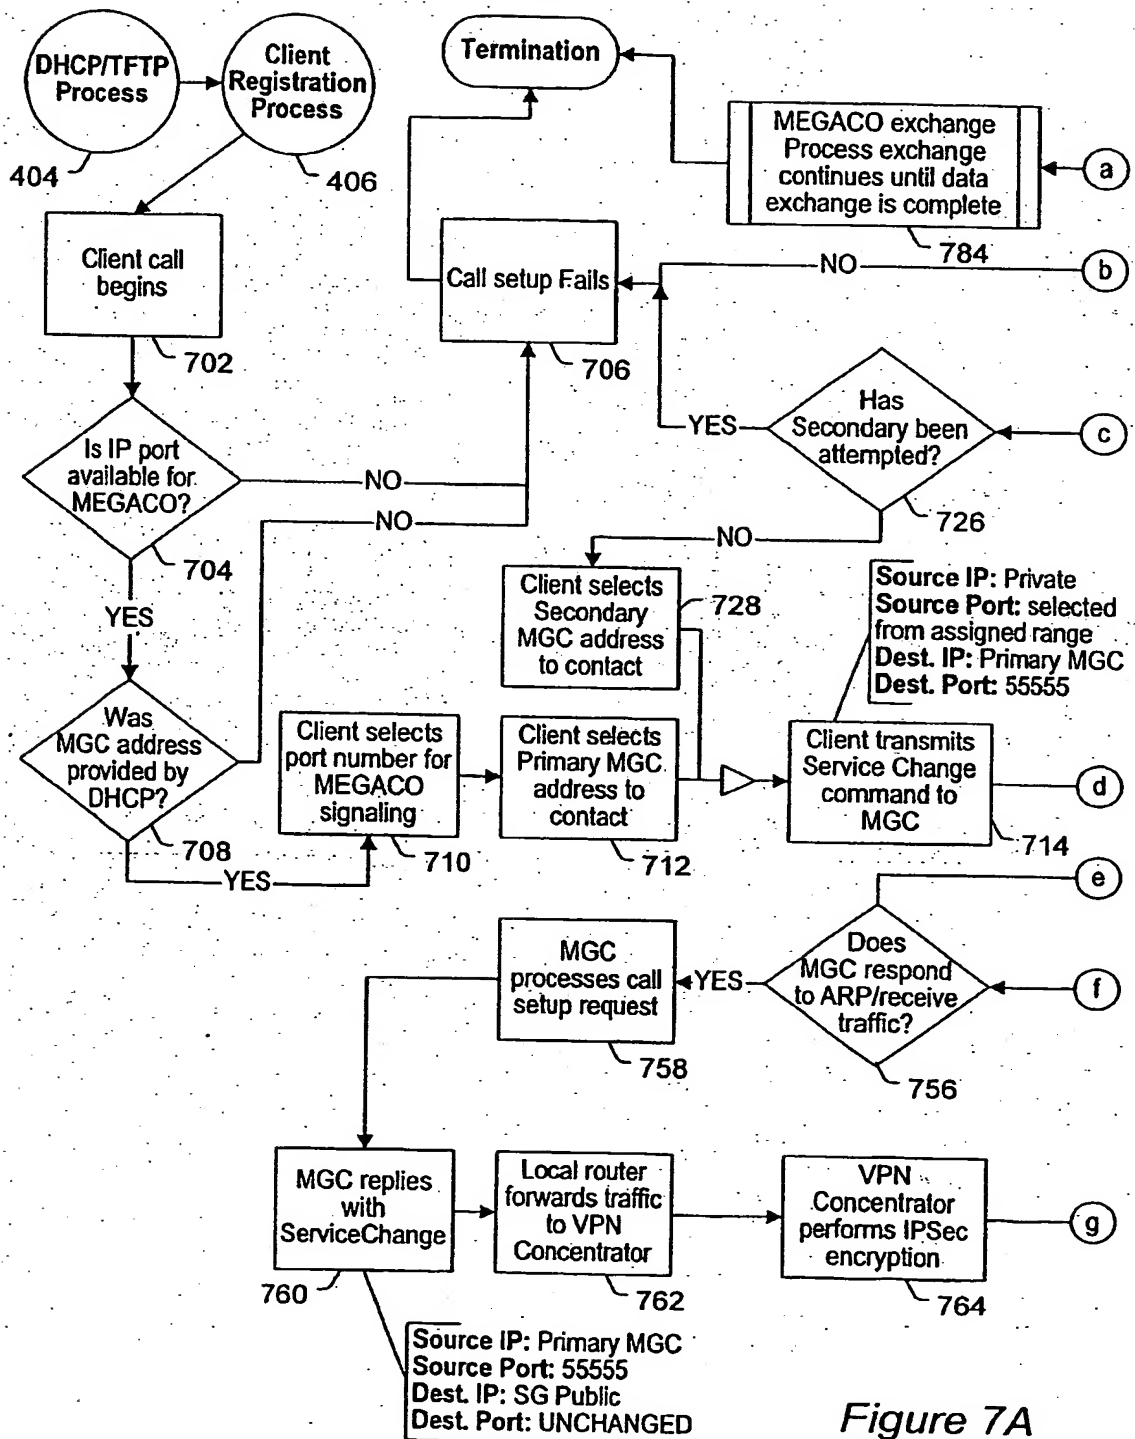 DHCP/TFTP
Process
404
Client
Registration
Process
406
Termination
MEGACO exchange
Process exchange
continues until data
exchange is complete
784
a
Client call
begins
702
Call setup Fails
706
NO
b
Has
Secondary been
attempted?
726
YES
c
Is IP port
available for
MEGACO?
704
NO
NO
YES
NO
Client selects
Secondary
MGC address
to contact
728
Source IP: Private
Source Port: selected
from assigned range
Dest. IP: Primary MGC
Dest. Port: 55555
Was
MGC address
provided by
DHCP?
708
YES
Client selects
port number for
MEGACO
signaling
710
Client selects
Primary MGC
address to
contact
712
Client transmits
Service Change
command to
MGC
714
d
e
MGC
processes call
setup request
758
YES
Does
MGC respond
to ARP/receive
traffic?
756
f
MGC replies
with
ServiceChange
760
Local router
forwards traffic
to VPN
Concentrator
762
VPN
Concentrator
performs IPSec
encryption
764
g
Source IP: Primary MGC
Source Port: 55555
Dest. IP: SG Public
Dest. Port: UNCHANGED
Figure 7A